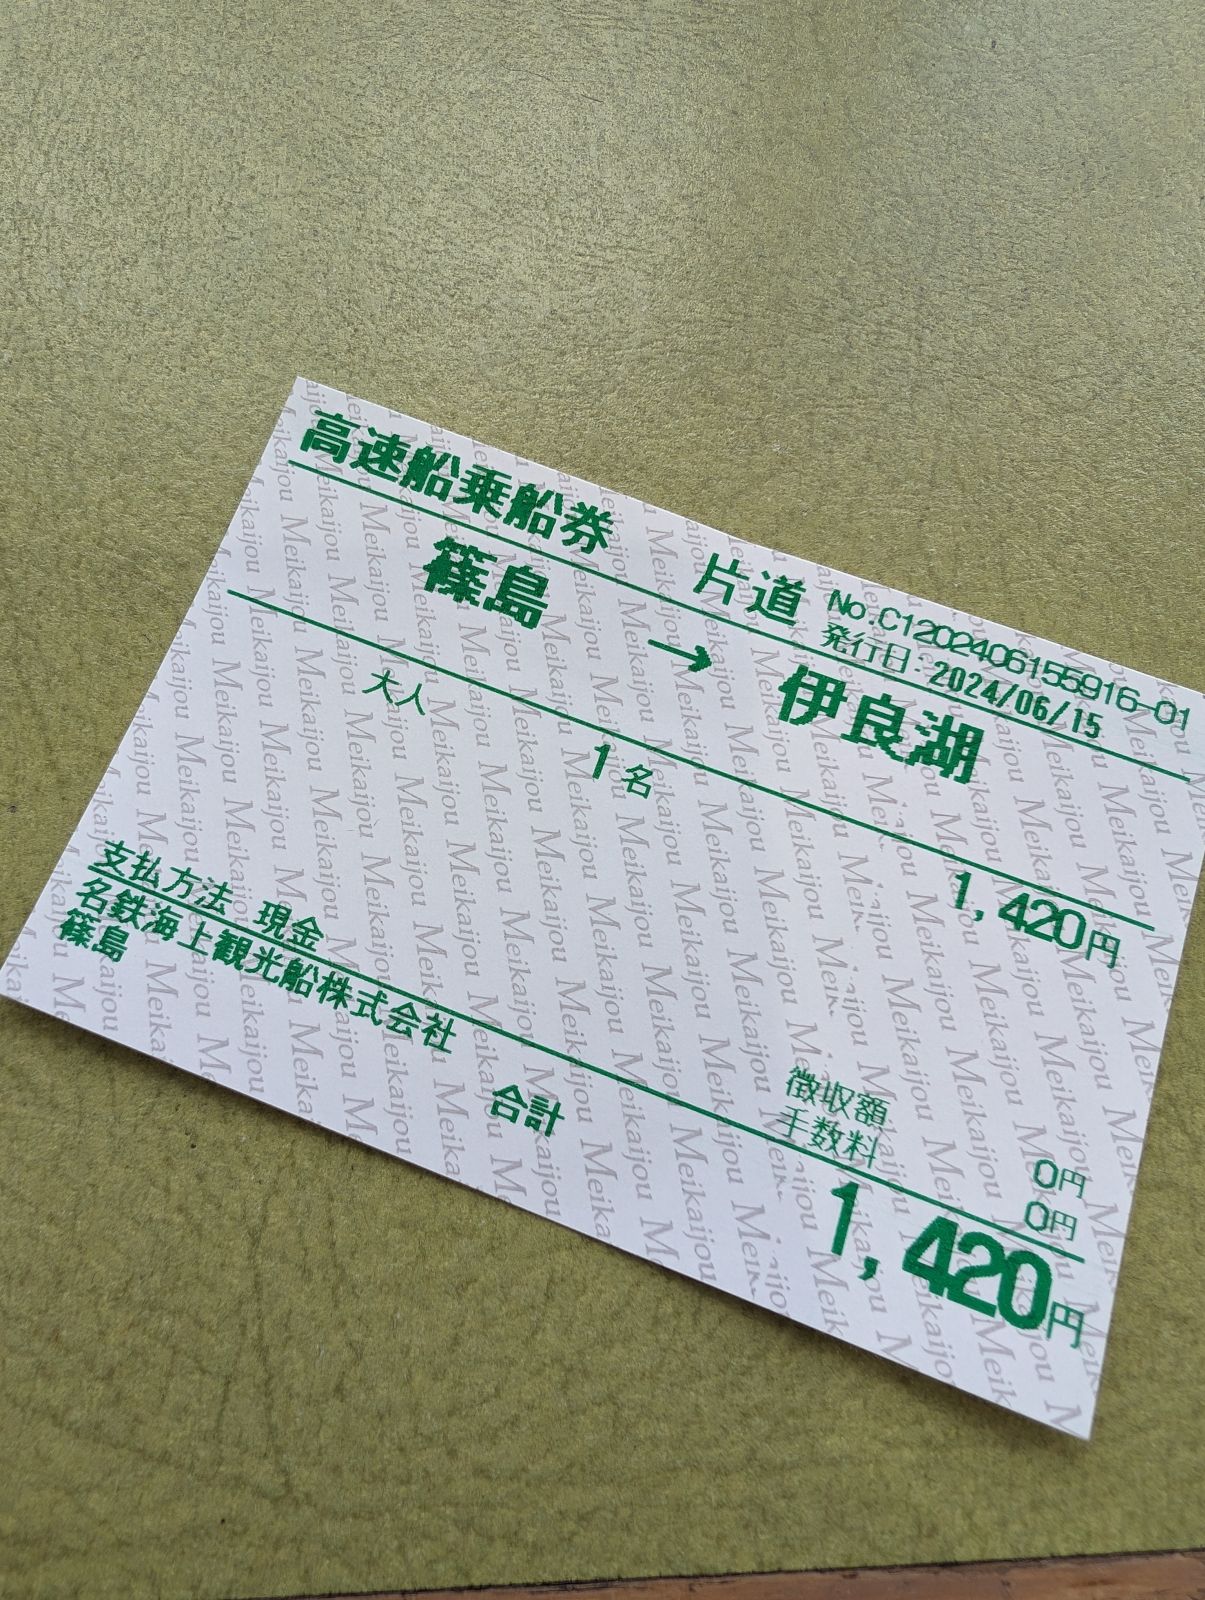 高速船乗船券 片道 No.C120240615５916-01
発行日:2024/06/15
篠島 → 伊良湖
大人 1名 1,420円
徴収額 0円
手数料 0円
支払方法 現金
名鉄海上観光船株式会社
篠島
合計 1,420円
Meikaijou